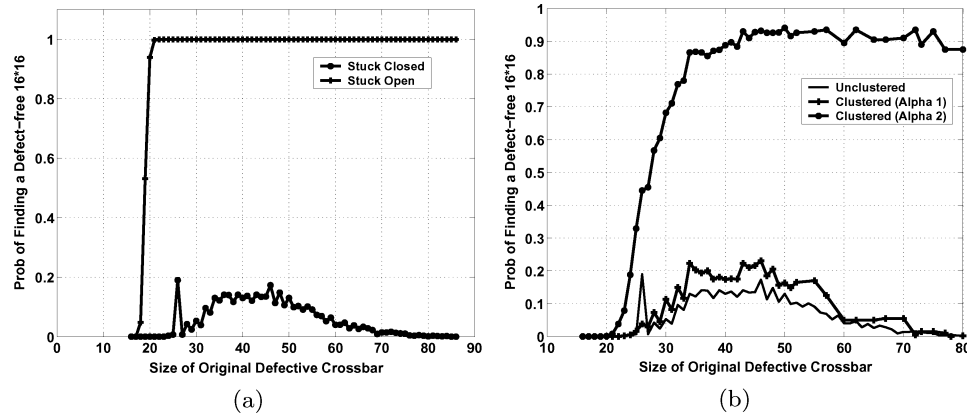 Prob of Finding a Defect-free 16*16
1
0.8
0.6
0.4
0.2
0
0 10 20 30 40 50 60 70 80 90
Size of Original Defective Crossbar
Stuck Closed
Stuck Open
(a)
Prob of Finding a Defect-free 16*16
1
0.9
0.8
0.7
0.6
0.5
0.4
0.3
0.2
0.1
0
10 20 30 40 50 60 70 80
Size of Original Defective Crossbar
Unclustered
Clustered (Alpha 1)
Clustered (Alpha 2)
(b)